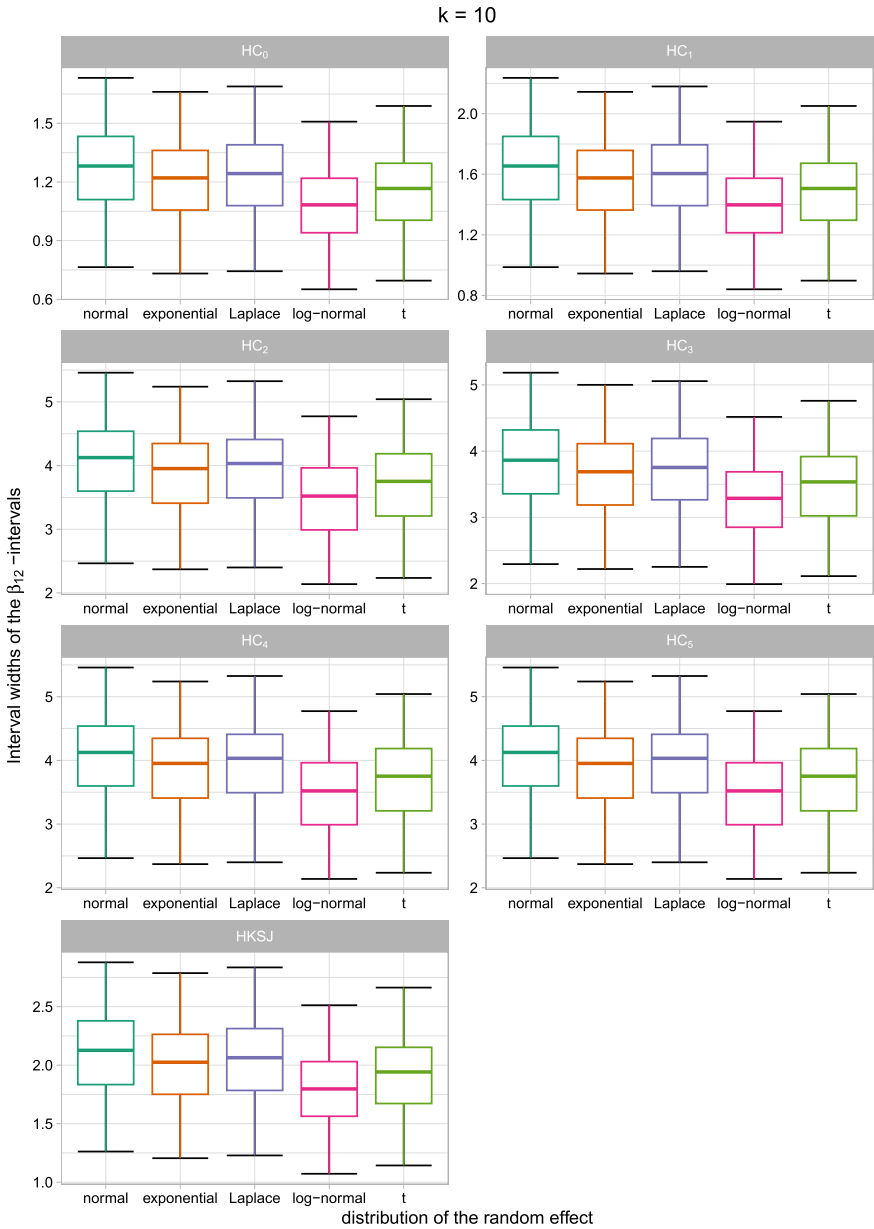 k = 10
HC₀
HC₁
1.5
1.2
0.9
0.6
2.0
1.6
1.2
0.8
normal exponential Laplace log−normal t
normal exponential Laplace log−normal t
HC₂
HC₃
5
4
3
2
5
4
3
2
normal exponential Laplace log−normal t
normal exponential Laplace log−normal t
Interval widths of the β₁₂ −intervals
HC₄
HC₅
5
4
3
2
5
4
3
2
normal exponential Laplace log−normal t
normal exponential Laplace log−normal t
HKSJ
2.5
2.0
1.5
1.0
normal exponential Laplace log−normal t
distribution of the random effect